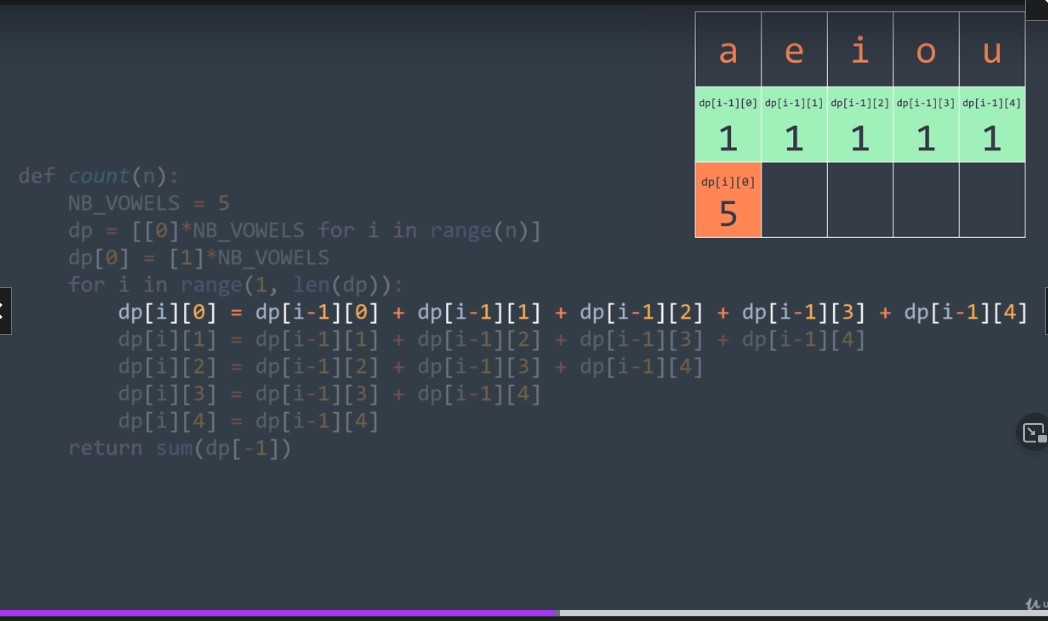 a e i o u
dp[i-1][0] dp[i-1][1] dp[i-1][2] dp[i-1][3] dp[i-1][4]
1 1 1 1 1
dp[i][0]
5
def count(n):
NB_VOWELS = 5
dp = [[0]*NB_VOWELS for i in range(n)]
dp[0] = [1]*NB_VOWELS
for i in range(1, len(dp)):
dp[i][0] = dp[i-1][0] + dp[i-1][1] + dp[i-1][2] + dp[i-1][3] + dp[i-1][4]
dp[i][1] = dp[i-1][1] + dp[i-1][2] + dp[i-1][3] + dp[i-1][4]
dp[i][2] = dp[i-1][2] + dp[i-1][3] + dp[i-1][4]
dp[i][3] = dp[i-1][3] + dp[i-1][4]
dp[i][4] = dp[i-1][4]
return sum(dp[-1])